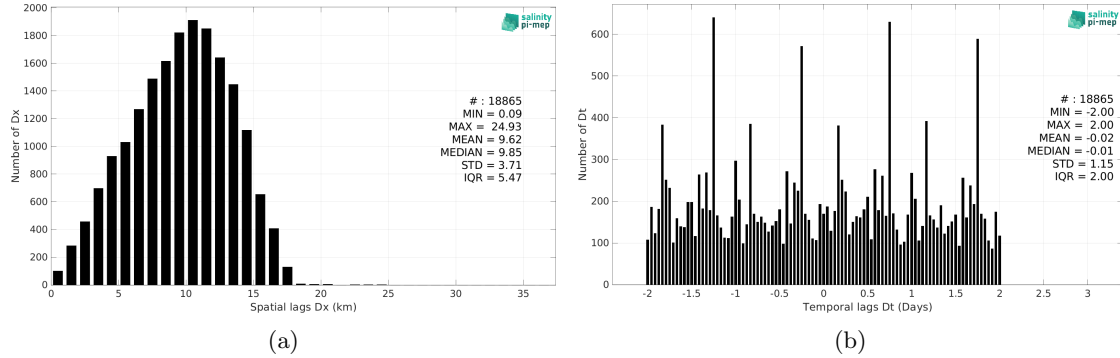 2000
1800
1600
1400
1200
1000
800
600
400
200
0
Number of Dx
salinity
pi-mep
# : 18865
MIN = 0.09
MAX = 24.93
MEAN = 9.62
MEDIAN = 9.85
STD = 3.71
IQR = 5.47
0 5 10 15 20 25 30 35
Spatial lags Dx (km)
(a)
600
500
400
300
200
100
0
Number of Dt
salinity
pi-mep
# : 18865
MIN = -2.00
MAX = 2.00
MEAN = -0.02
MEDIAN = -0.01
STD = 1.15
IQR = 2.00
-2 -1.5 -1 -0.5 0 0.5 1 1.5 2 2.5 3
Temporal lags Dt (Days)
(b)